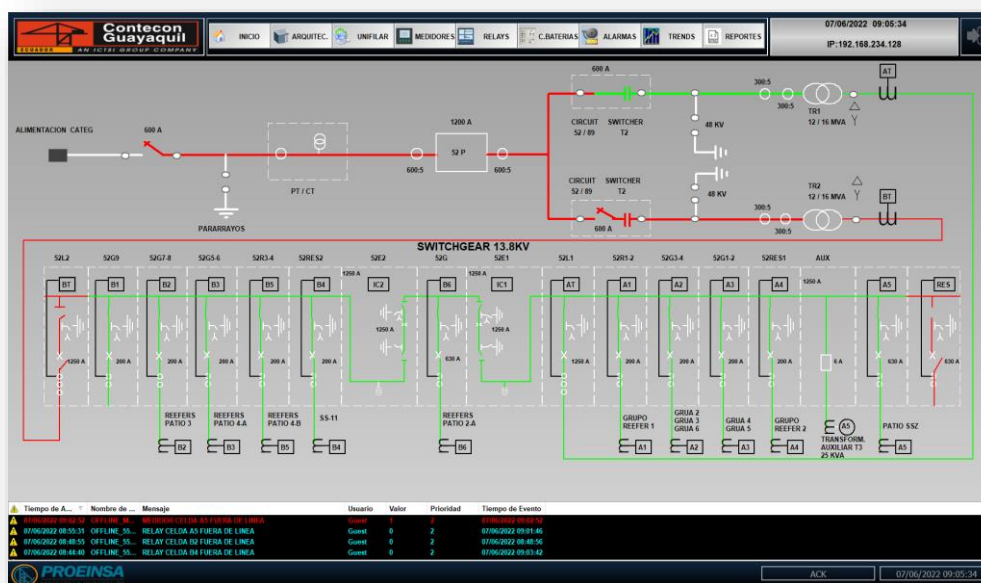 Contecon
Guayaquil
ECUADOR AN ICTSI GROUP COMPANY
INICIO ARQUITEC. UNIFILAR MEDIDORES RELAYS C.BATERIAS ALARMAS TRENDS REPORTES
07/06/2022 09:05:34
IP:192.168.234.128
ALIMENTACION CATEG
600 A
PT / CT
PARARRAYOS
1200 A
52 P
600:5 600:5
600 A
CIRCUIT SWITCHER
52 / 89 T2
48 KV
300:5
300:5
TR1
12 / 16 MVA
Y
AT
CIRCUIT SWITCHER
52 / 89 T2
600 A
48 KV
300:5
300:5
TR2
12 / 16 MVA
Y
BT
SWITCHGEAR 13.8KV
52L2 52G9 52G7-8 52G5-6 52R3-4 52RES2 52E2 52G 52E1 52L1 52R1-2 52G3-4 52G1-2 52RES1 AUX
1250 A 1250 A 1250 A
BT B1 B2 B3 B5 B4 IC2 B6 IC1 AT A1 A2 A3 A4 A5 RES
1250 A 1250 A
1250 A 200 A 200 A 200 A 200 A 200 A 630 A 1250 A 200 A 200 A 200 A 200 A 6 A 630 A 630 A
REEFERS
PATIO 3
REEFERS
PATIO 4.A
REEFERS
PATIO 4-B
SS-11
REEFERS
PATIO 2.A
GRUPO
REEFER 1
GRUA 2
GRUA 3
GRUA 6
GRUA 4
GRUA 5
GRUPO
REEFER 2
A5
TRANSFORM.
AUXILIAR T3
25 KVA
PATIO SSZ
B2 B3 B5 B4 B6 A1 A2 A3 A4 A5
Tiempo de A... Nombre de ... Mensaje Usuario Valor Prioridad Tiempo de Evento
07/06/2022 09:02:52 OFFLINE_M... MEDIDOR CELDA A5 FUERA DE LINEA Guest 1 2 07/06/2022 09:02:52
07/06/2022 08:55:31 OFFLINE_55... RELAY CELDA A5 FUERA DE LINEA Guest 0 2 07/06/2022 09:01:46
07/06/2022 08:48:55 OFFLINE_55... RELAY CELDA B2 FUERA DE LINEA Guest 0 2 07/06/2022 08:48:56
07/06/2022 08:44:40 OFFLINE_55... RELAY CELDA B4 FUERA DE LINEA Guest 0 2 07/06/2022 09:03:42
PROEINSA
ACK
07/06/2022 09:05:34